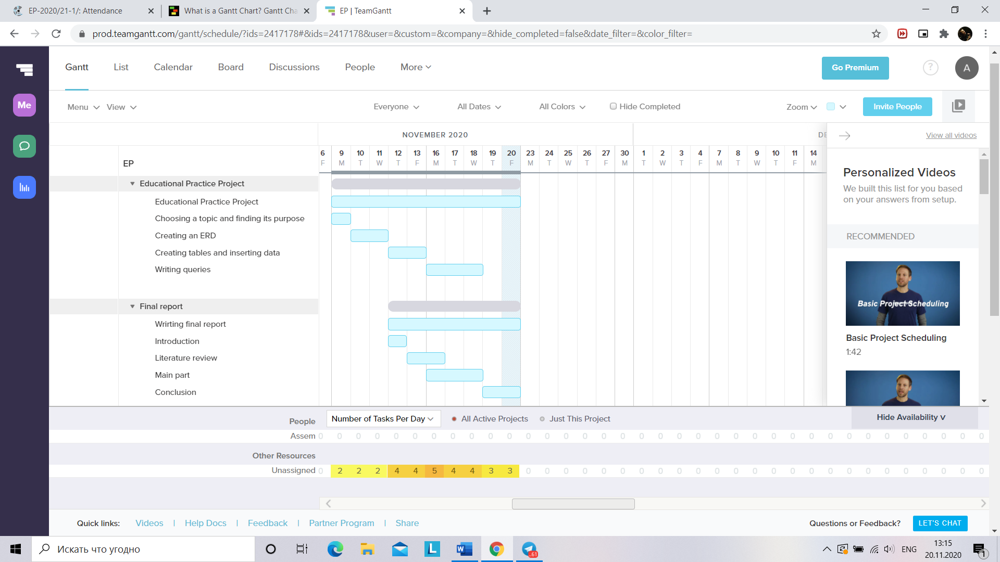 EP-2020/21-1/: Attendance
What is a Gantt Chart? Gantt Cha
EP | TeamGantt
prod.teamgantt.com/gantt/schedule/?ids=2417178#&ids=2417178&user=&custom=&company=&hide_completed=false&date_filter=&color_filter=
Gantt List Calendar Board Discussions People More
Go Premium
?
A
Me
Menu View Everyone All Dates All Colors Hide Completed Zoom Invite People
NOVEMBER 2020 DE
View all videos
6 9 10 11 12 13 16 17 18 19 20 23 24 25 26 27 30 1 2 3 4 7 8 9 10 11 14
F M T W T F M T W T F M T W T F M T W T F M T W T F M
EP
Personalized Videos
We built this list for you based
on your answers from setup.
RECOMMENDED
Basic Project Scheduling
Basic Project Scheduling
1:42
Educational Practice Project
Educational Practice Project
Choosing a topic and finding its purpose
Creating an ERD
Creating tables and inserting data
Writing queries
Final report
Wrirting final report
Introduction
Literature review
Main part
Conclusion
People Number of Tasks Per Day All Active Projects Just This Project Hide Availability V
Assem 0 0 0 0 0 0 0 0 0 0 0 0 0 0 0 0 0 0 0 0 0 0 0 0 0 0 0 0 0 0 0 0 0 0 0 0
Other Resources
Unassigned 0 2 2 2 4 4 5 4 4 3 3 0 0 0 0 0 0 0 0 0 0 0 0 0 0 0 0 0 0 0 0 0 0 0 0 0
Quick links: Videos | Help Docs | Feedback | Partner Program | Share
Questions or Feedback? LET'S CHAT
Искать что угодно
L
W
..61
ENG
13:15
20.11.2020
1